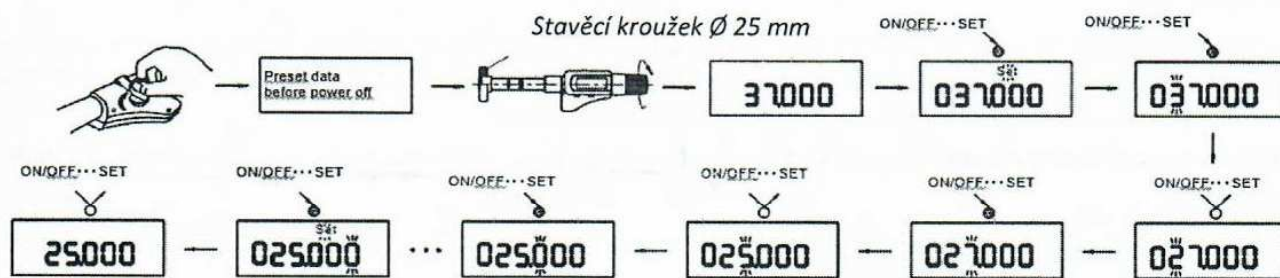 Stavěcí kroužek Ø 25 mm
ON/OFF···SET
ON/OFF···SET
Preset data
before power off
37.000
Set
037.000
037.000
ON/OFF···SET
ON/OFF···SET
ON/OFF···SET
ON/OFF···SET
ON/OFF···SET
ON/OFF···SET
25.000
Set
025.000
025.000
025.000
027.000
027.000